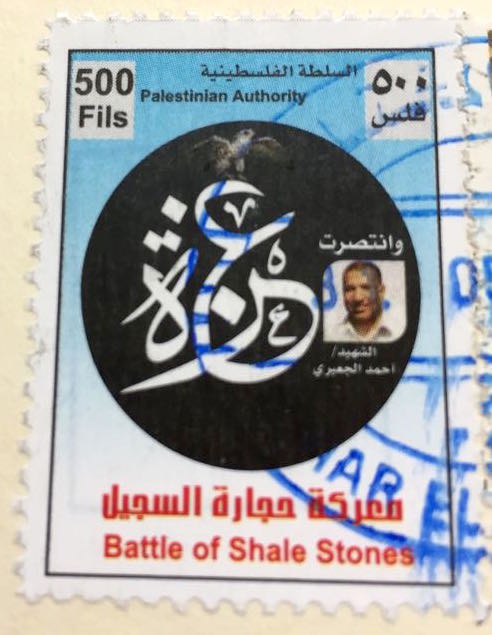 السلطة الفلسطينية
Palestinian Authority
500
Fils
٥٠٠
فلس
غزة
وانتصرت
الشهيد/
احمد الجعبري
معركة حجارة السجيل
Battle of Shale Stones